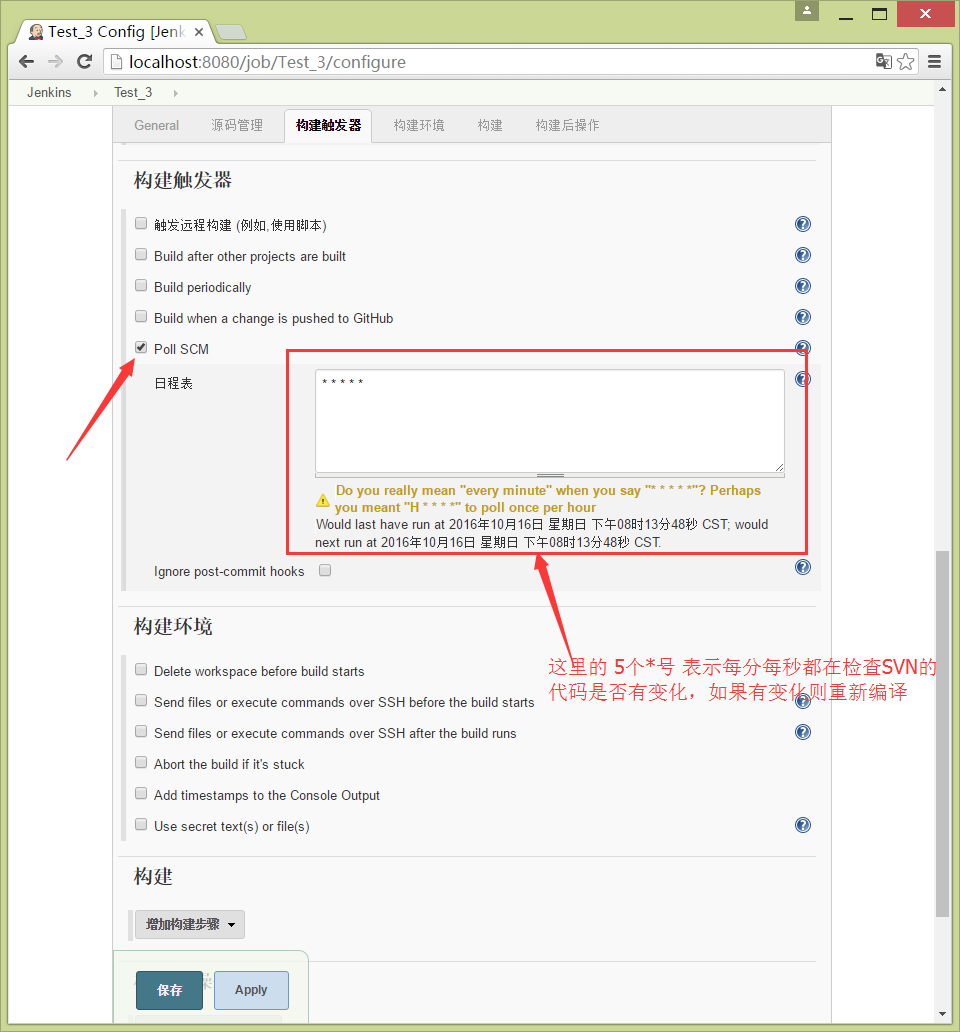 Test_3 Config [Jenk
localhost:8080/job/Test_3/configure
Jenkins Test_3
General 源码管理 构建触发器 构建环境 构建 构建后操作
构建触发器
触发远程构建 (例如,使用脚本)
Build after other projects are built
Build periodically
Build when a change is pushed to GitHub
Poll SCM
日程表
* * * * *
Do you really mean "every minute" when you say "* * * * *"? Perhaps
you meant "H * * * *" to poll once per hour
Would last have run at 2016年10月16日 星期日 下午08时13分48秒 CST; would
next run at 2016年10月16日 星期日 下午08时13分48秒 CST.
Ignore post-commit hooks
构建环境
这里的 5个*号 表示每分每秒都在检查SVN的
代码是否有变化，如果有变化则重新编译
Delete workspace before build starts
Send files or execute commands over SSH before the build starts
Send files or execute commands over SSH after the build runs
Abort the build if it's stuck
Add timestamps to the Console Output
Use secret text(s) or file(s)
构建
增加构建步骤
保存 Apply